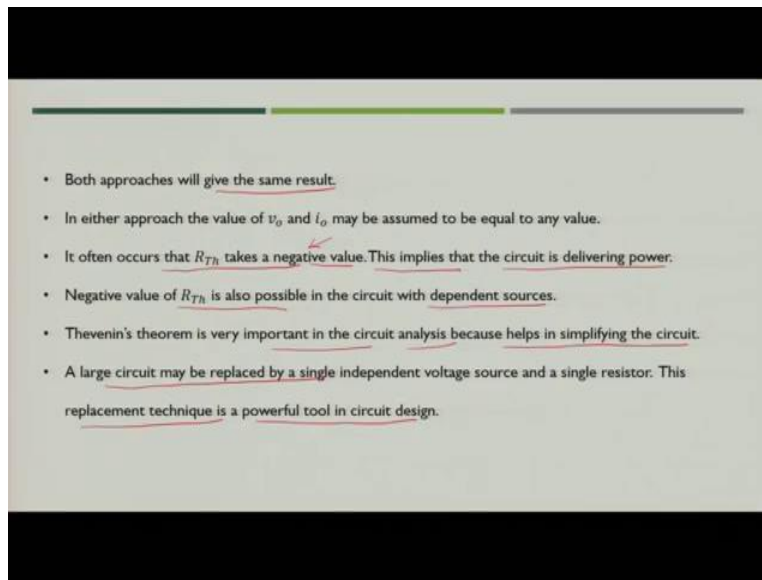 • Both approaches will give the same result.
• In either approach the value of v₀ and i₀ may be assumed to be equal to any value.
• It often occurs that R_Th takes a negative value. This implies that the circuit is delivering power.
• Negative value of R_Th is also possible in the circuit with dependent sources.
• Thevenin's theorem is very important in the circuit analysis because helps in simplifying the circuit.
• A large circuit may be replaced by a single independent voltage source and a single resistor. This
replacement technique is a powerful tool in circuit design.